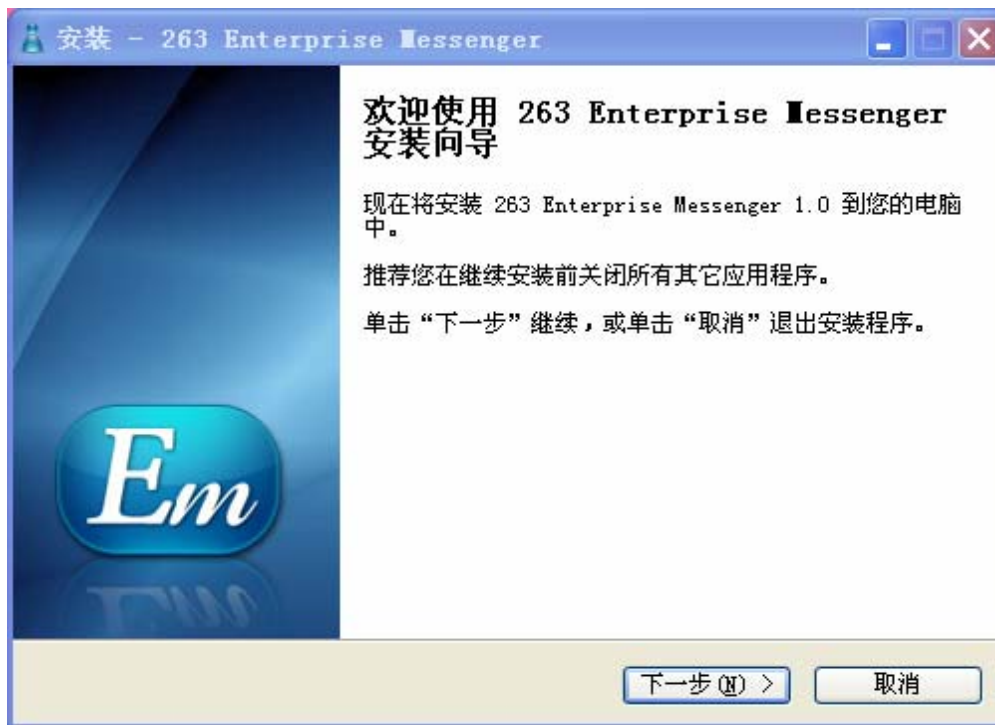 安装 - 263 Enterprise Messenger
欢迎使用 263 Enterprise Messenger
安装向导
现在将安装 263 Enterprise Messenger 1.0 到您的电脑
中。
推荐您在继续安装前关闭所有其它应用程序。
单击“下一步”继续，或单击“取消”退出安装程序。
Em
下一步(N) >
取消